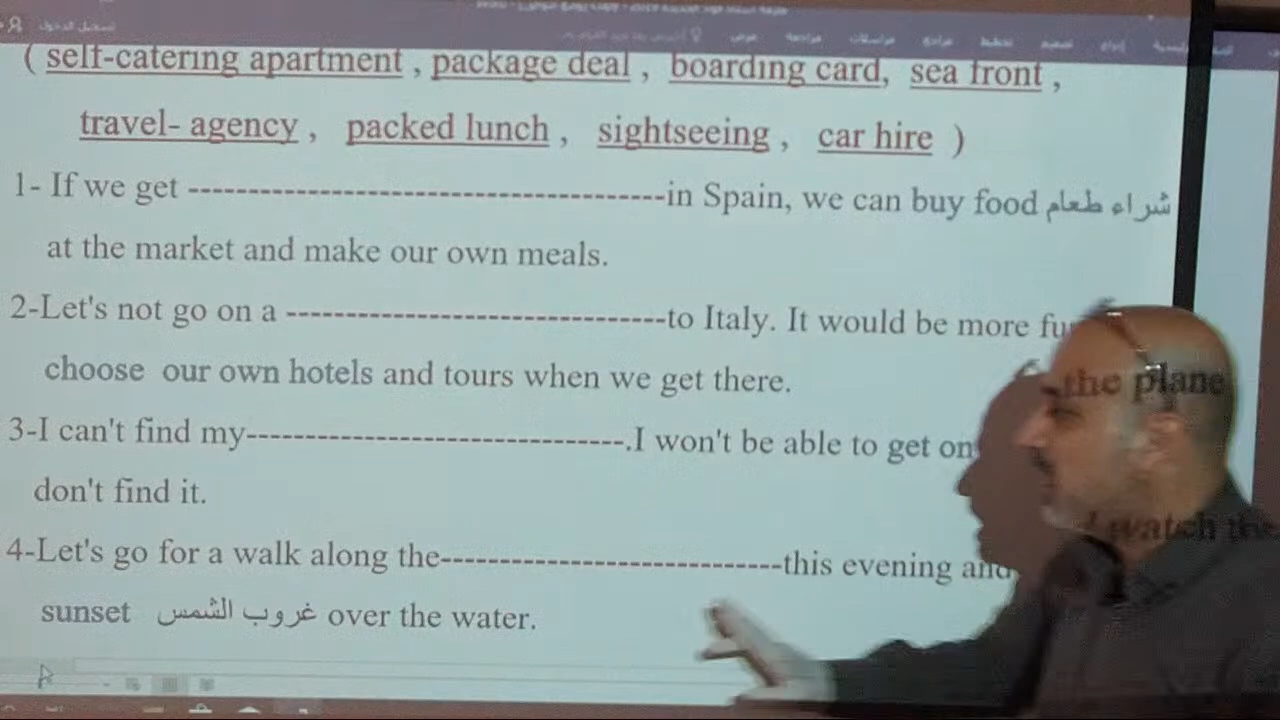 ( self-catering apartment , package deal , boarding card, sea front ,
travel- agency , packed lunch , sightseeing , car hire )
1- If we get -----------------------------------in Spain, we can buy food شراء طعام
at the market and make our own meals.
2-Let's not go on a ----------------------------to Italy. It would be more
choose our own hotels and tours when we get there.
3-I can't find my----------------------------.I won't be able to get on the plane
don't find it.
4-Let's go for a walk along the-------------------------this evening and watch the
sunset غروب الشمس over the water.